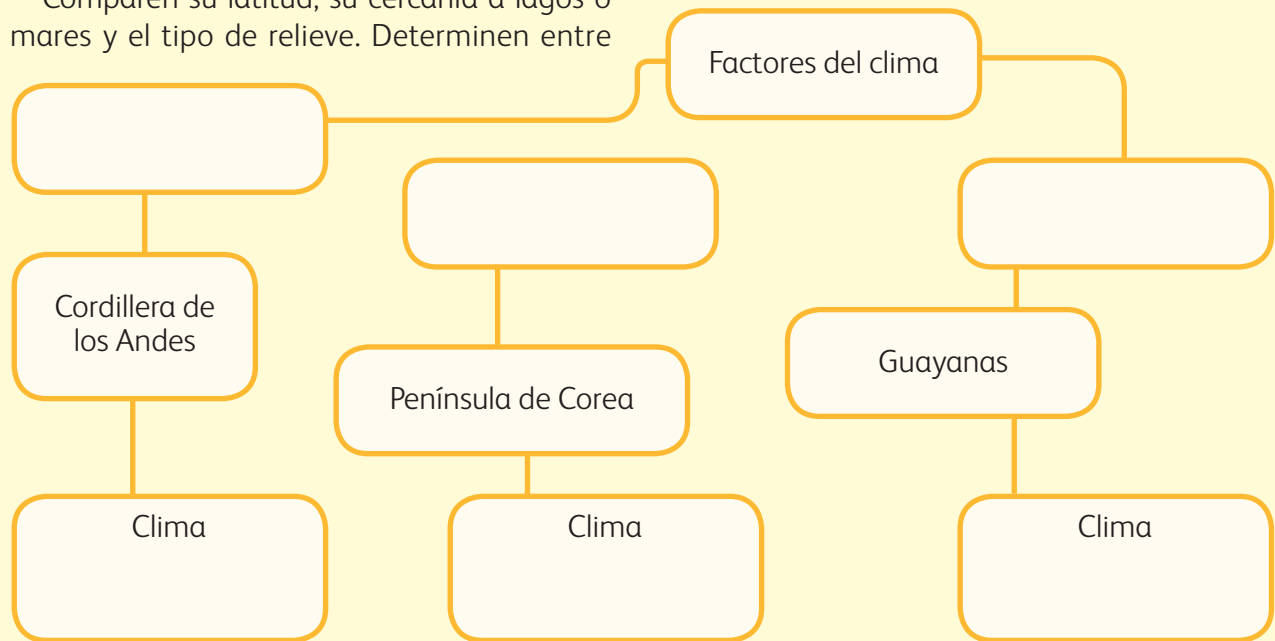 Comparen su latitud, su cercanía a lagos o
mares y el tipo de relieve. Determinen entre
Factores del clima
Cordillera de
los Andes
Península de Corea
Guayanas
Clima
Clima
Clima